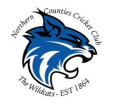 Northern Counties Cricket Club
The Wildcats - EST 1864